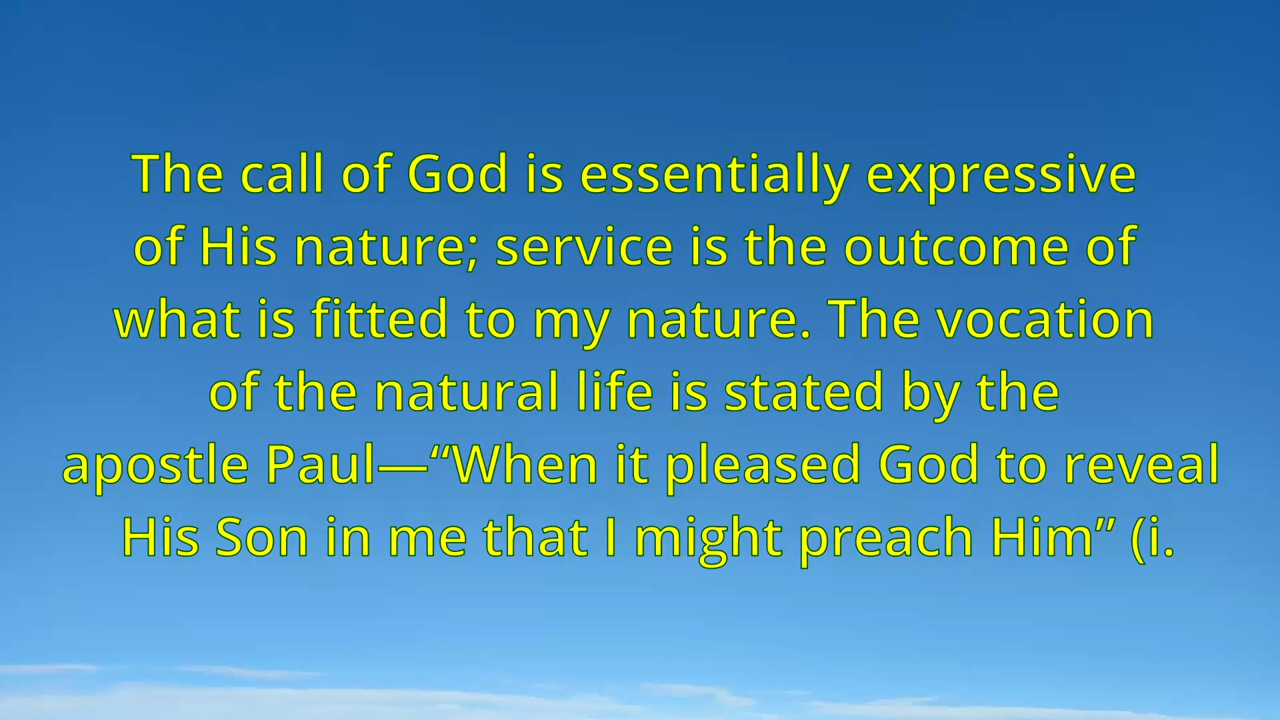 The call of God is essentially expressive
of His nature; service is the outcome of
what is fitted to my nature. The vocation
of the natural life is stated by the
apostle Paul—“When it pleased God to reveal
His Son in me that I might preach Him” (i.